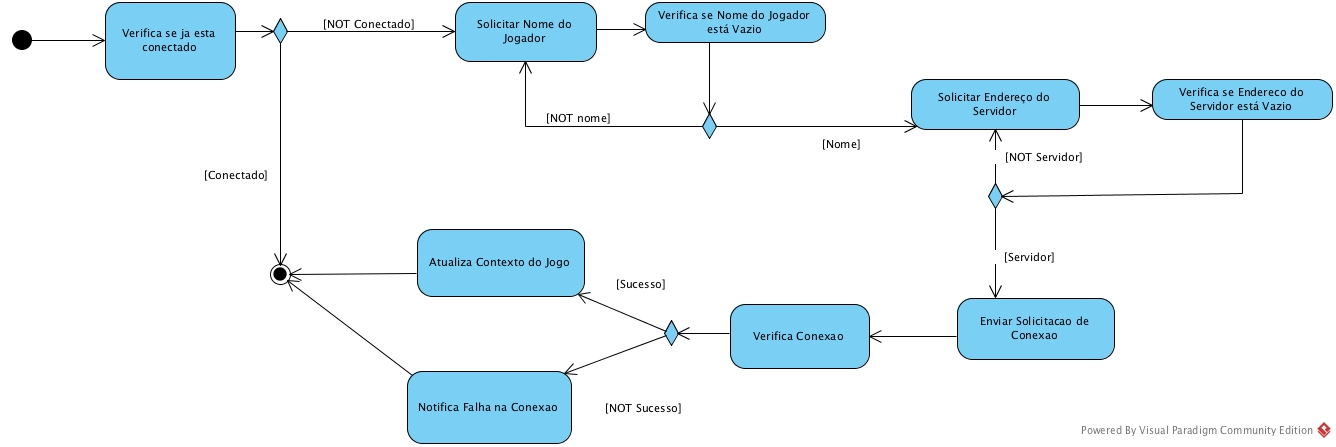 Verifica se ja esta
conectado
[NOT Conectado]
Solicitar Nome do
Jogador
Verifica se Nome do Jogador
está Vazio
[NOT nome]
[Nome]
Solicitar Endereço do
Servidor
Verifica se Endereco do
Servidor está Vazio
[NOT Servidor]
[Conectado]
[Servidor]
Atualiza Contexto do Jogo
[Sucesso]
Enviar Solicitacao de
Conexao
Verifica Conexao
Notifica Falha na Conexao
[NOT Sucesso]
Powered By Visual Paradigm Community Edition